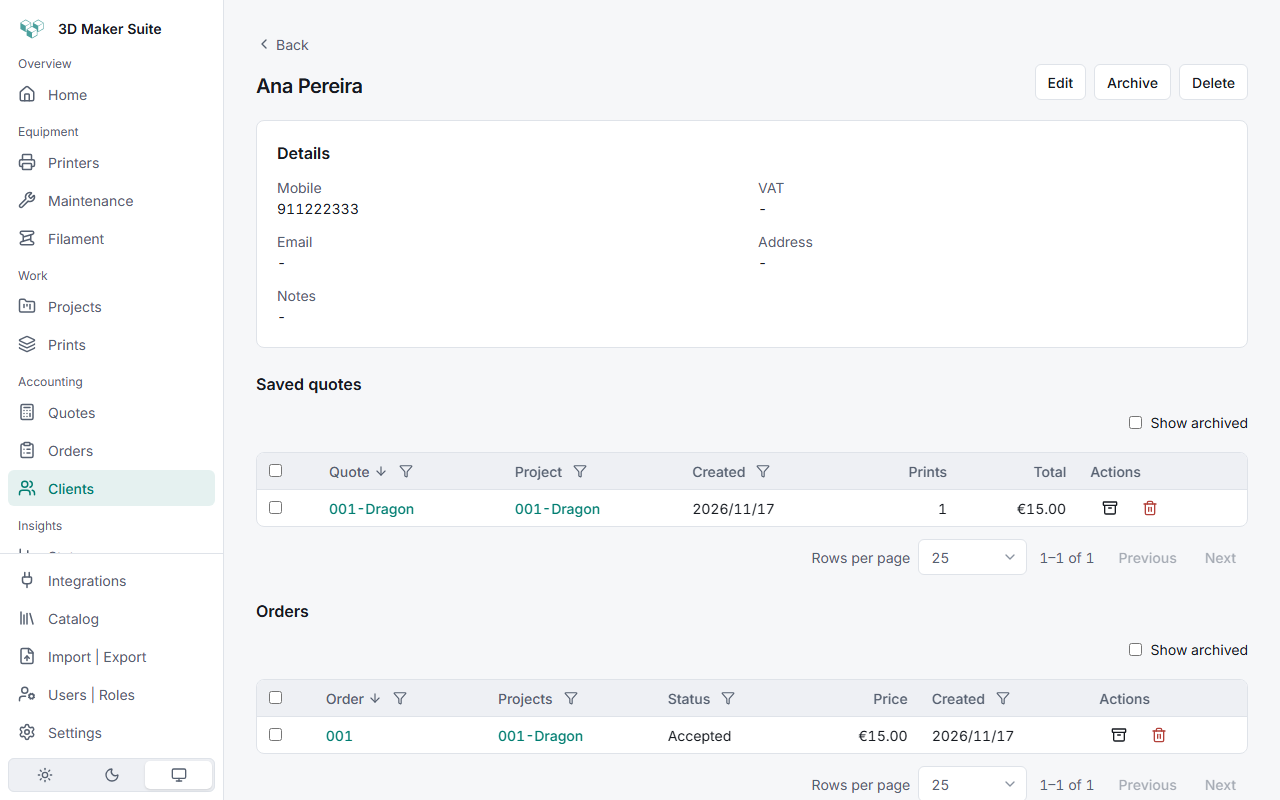 3D Maker Suite
Overview
Home
Equipment
Printers
Maintenance
Filament
Work
Projects
Prints
Accounting
Quotes
Orders
Clients
Insights
Integrations
Catalog
Import | Export
Users | Roles
Settings
Back
Ana Pereira
Edit Archive Delete
Details
Mobile VAT
911222333 -
Email Address
- -
Notes
-
Saved quotes
Show archived
Quote Project Created Prints Total Actions
001-Dragon 001-Dragon 2026/11/17 1 €15.00
Rows per page 25 1–1 of 1 Previous Next
Orders
Show archived
Order Projects Status Price Created Actions
001 001-Dragon Accepted €15.00 2026/11/17
Rows per page 25 1–1 of 1 Previous Next